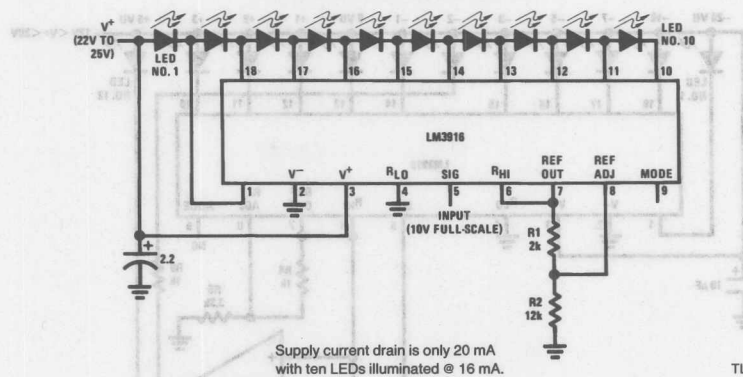 V+
(22V TO
25V)
LED
NO. 1
LED
NO. 10
18
17
16
15
14
13
12
11
10
LM3916
V−
V+
RLO
SIG
RHI
REF
OUT
REF
ADJ
MODE
1
2
3
4
5
6
7
8
9
INPUT
(10V FULL-SCALE)
+
2.2
R1
2k
R2
12k
Supply current drain is only 20 mA
with ten LEDs illuminated @ 16 mA.
TL